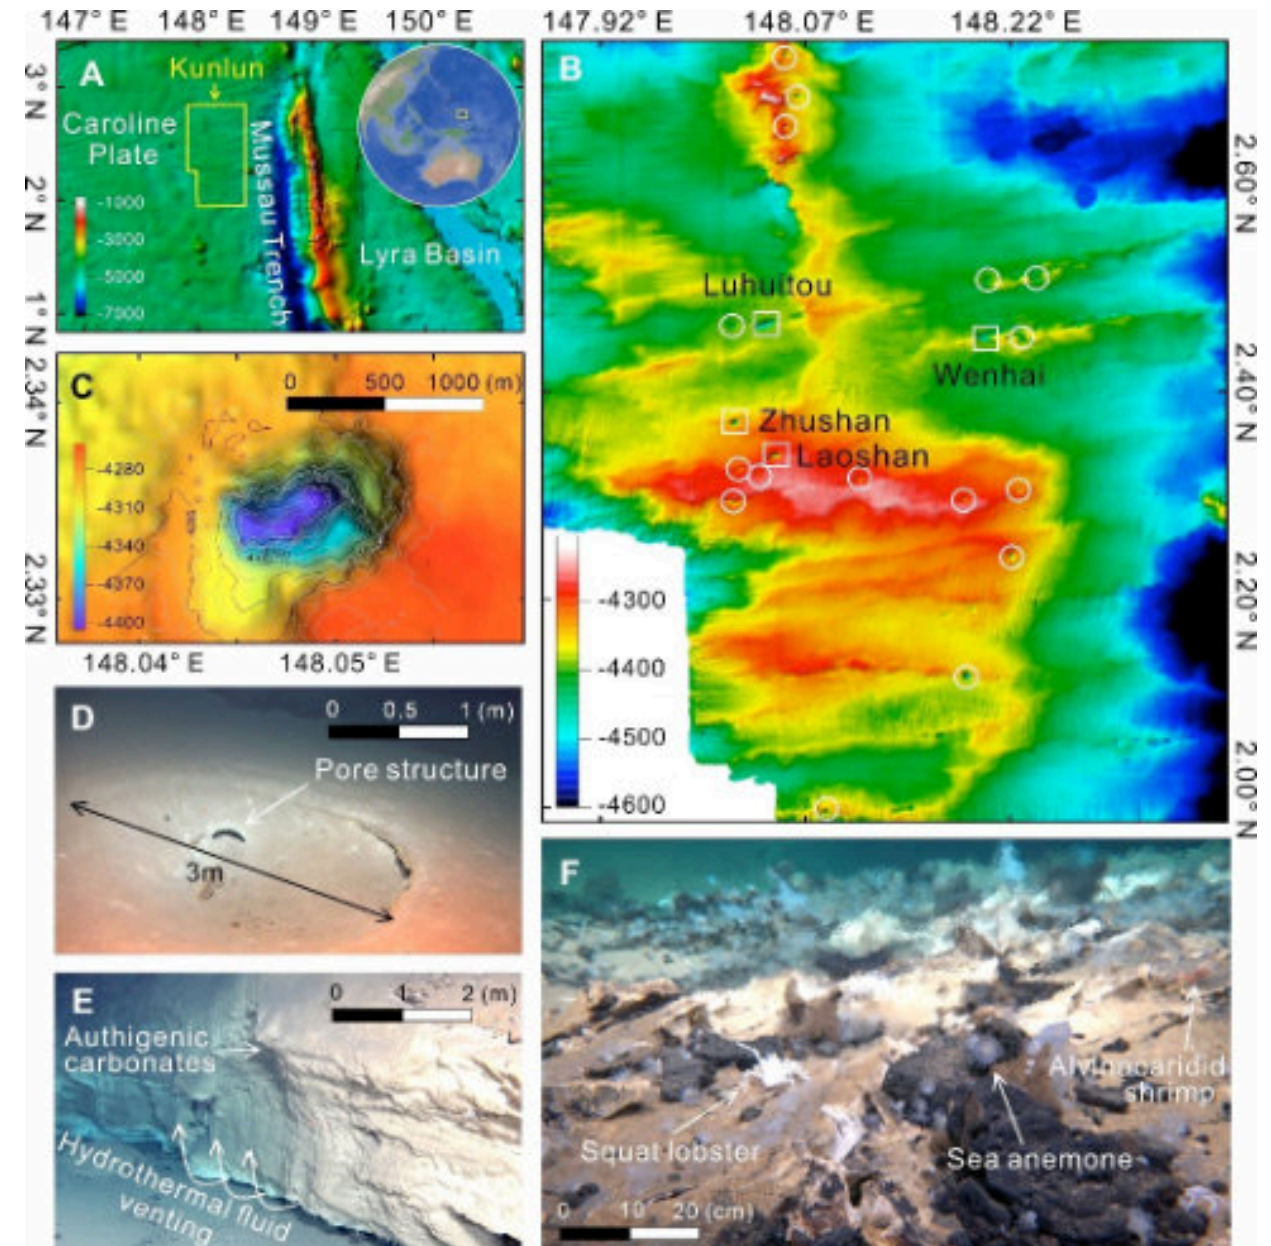 147° E 148° E 149° E 150° E
A
Kunlun
Caroline
Plate
Mussau Trench
Lyra Basin
-1000
-3000
-5000
-7000
3° N
2° N
1° N
147.92° E 148.07° E 148.22° E
B
Luhuitou
Wenhai
Zhushan
Laoshan
-4300
-4400
-4500
-4600
2.60° N
2.40° N
2.20° N
2.00° N
C
0 500 1000 (m)
-4280
-4310
-4340
-4370
-4400
2.34° N
2.33° N
148.04° E 148.05° E
D
0 0.5 1 (m)
Pore structure
3m
E
0 1 2 (m)
Authigenic
carbonates
Hydrothermal fluid
venting
F
Alvinocaridid
shrimp
Squat lobster
Sea anemone
0 10 20 (cm)